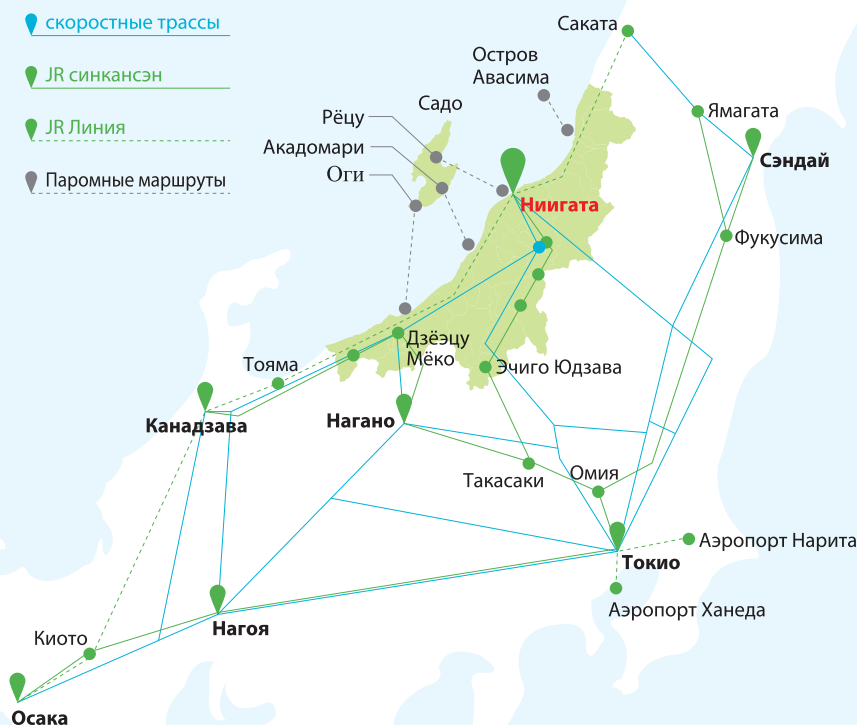 скоростные трассы
JR синкансэн
JR Линия
Паромные маршруты
Саката
Остров
Авасима
Садо
Рёцу
Акадомари
Оги
Ямагата
Сэндай
Ниигата
Фукусима
Дзёэцу
Мёко
Эчиго Юдзава
Тояма
Канадзава
Нагано
Такасаки
Омия
Аэропорт Нарита
Токио
Аэропорт Ханеда
Нагоя
Киото
Осака